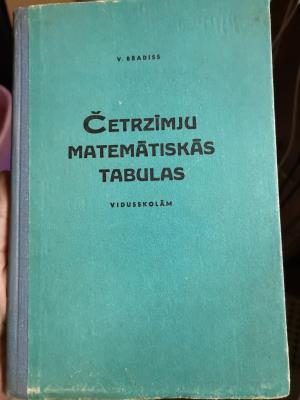 V. BRADISS
ČETRZĪMJU
MATEMĀTISKĀS
TABULAS
VIDUSSKOLĀM